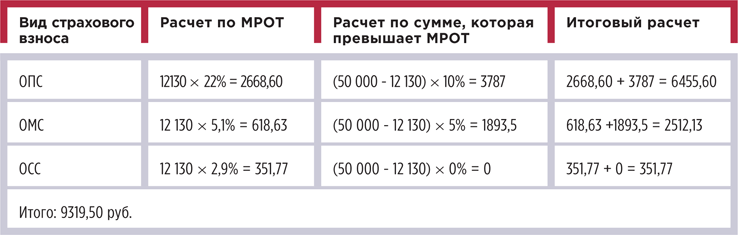 Вид страхового взноса | Расчет по МРОТ | Расчет по сумме, которая превышает МРОТ | Итоговый расчет
ОПС | 12130 × 22% = 2668,60 | (50 000 - 12 130) × 10% = 3787 | 2668,60 + 3787 = 6455,60
ОМС | 12 130 × 5,1% = 618,63 | (50 000 - 12 130) × 5% = 1893,5 | 618,63 +1893,5 = 2512,13
ОСС | 12 130 × 2,9% = 351,77 | (50 000 - 12 130) × 0% = 0 | 351,77 + 0 = 351,77
Итого: 9319,50 руб.